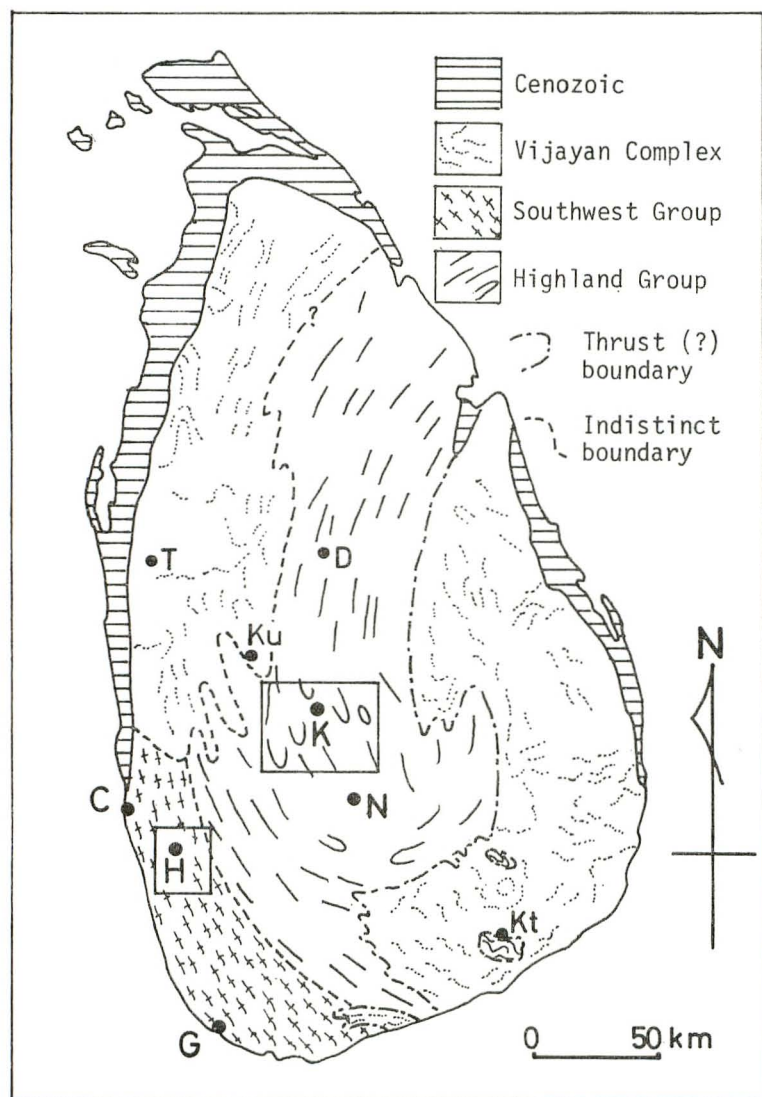 Cenozoic
Vijayan Complex
Southwest Group
Highland Group
Thrust (?)
boundary
Indistinct
boundary
?
T
D
Ku
N
K
C
N
H
Kt
G
0 50 km